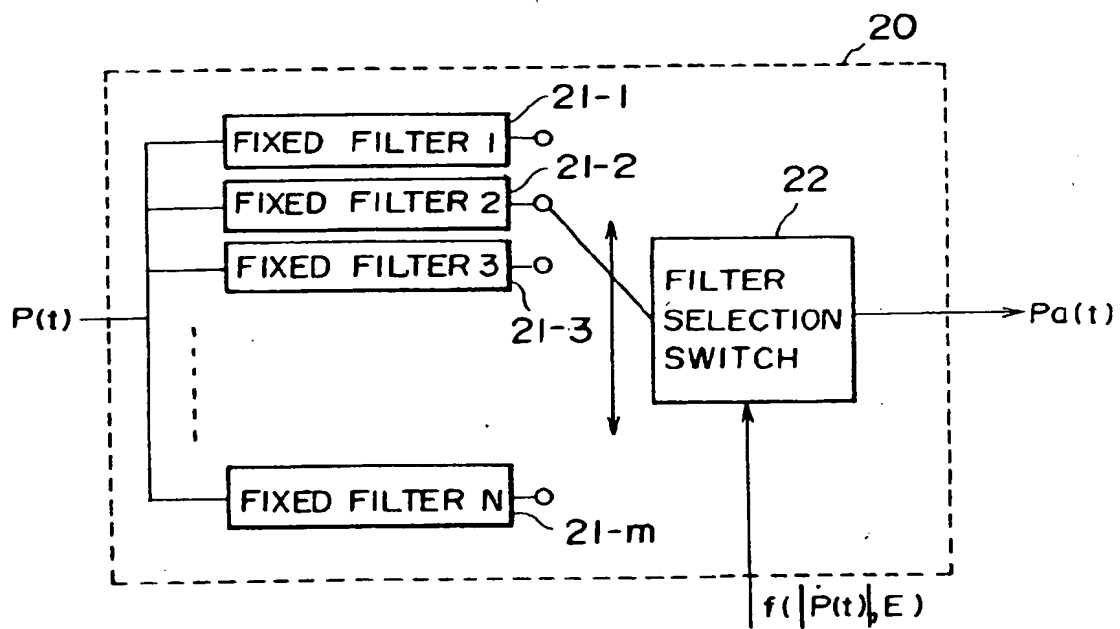 20
21-1
FIXED FILTER 1
21-2
FIXED FILTER 2
22
FIXED FILTER 3
21-3
P(t)
FILTER
SELECTION
SWITCH
Pa(t)
FIXED FILTER N
21-m
f(|Ṗ(t)|,E)